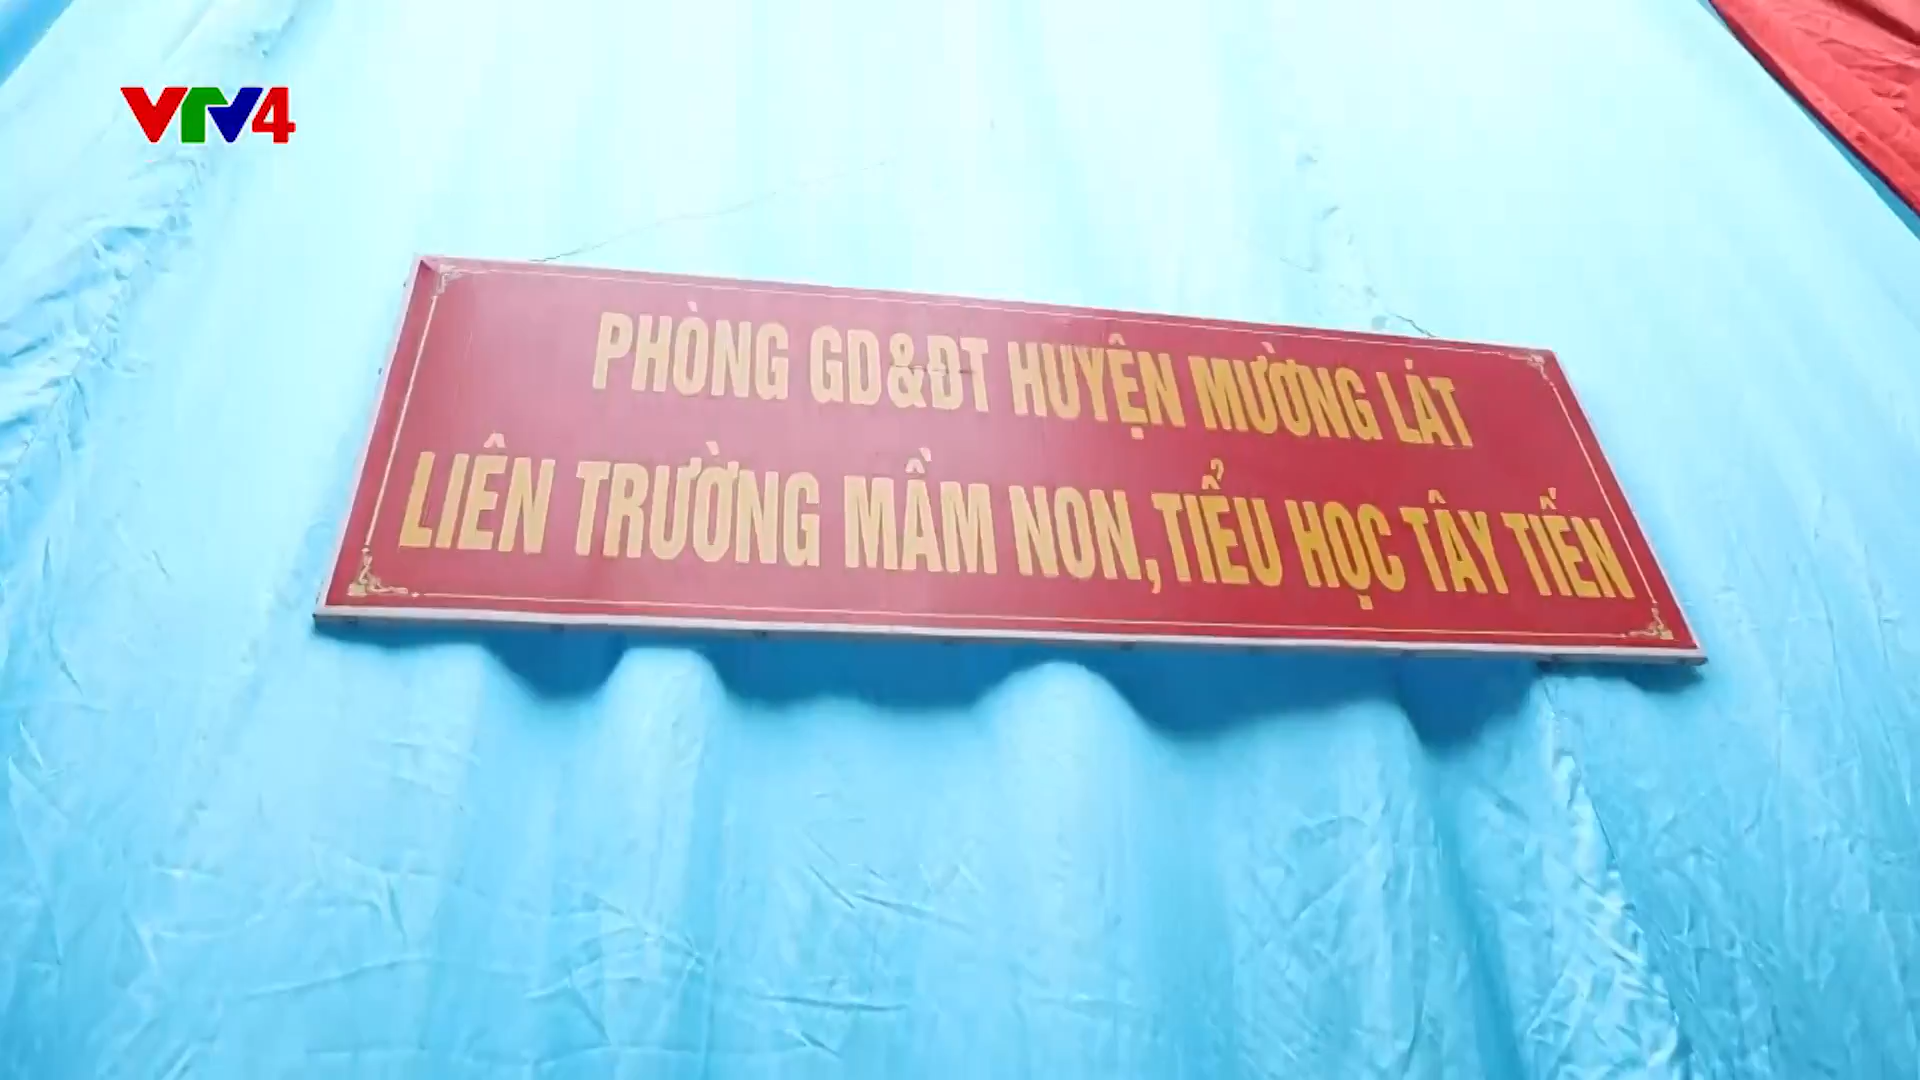 VTV4
PHÒNG GD&ĐT HUYỆN MƯỜNG LÁT
LIÊN TRƯỜNG MẦM NON, TIỂU HỌC TÂY TIẾN